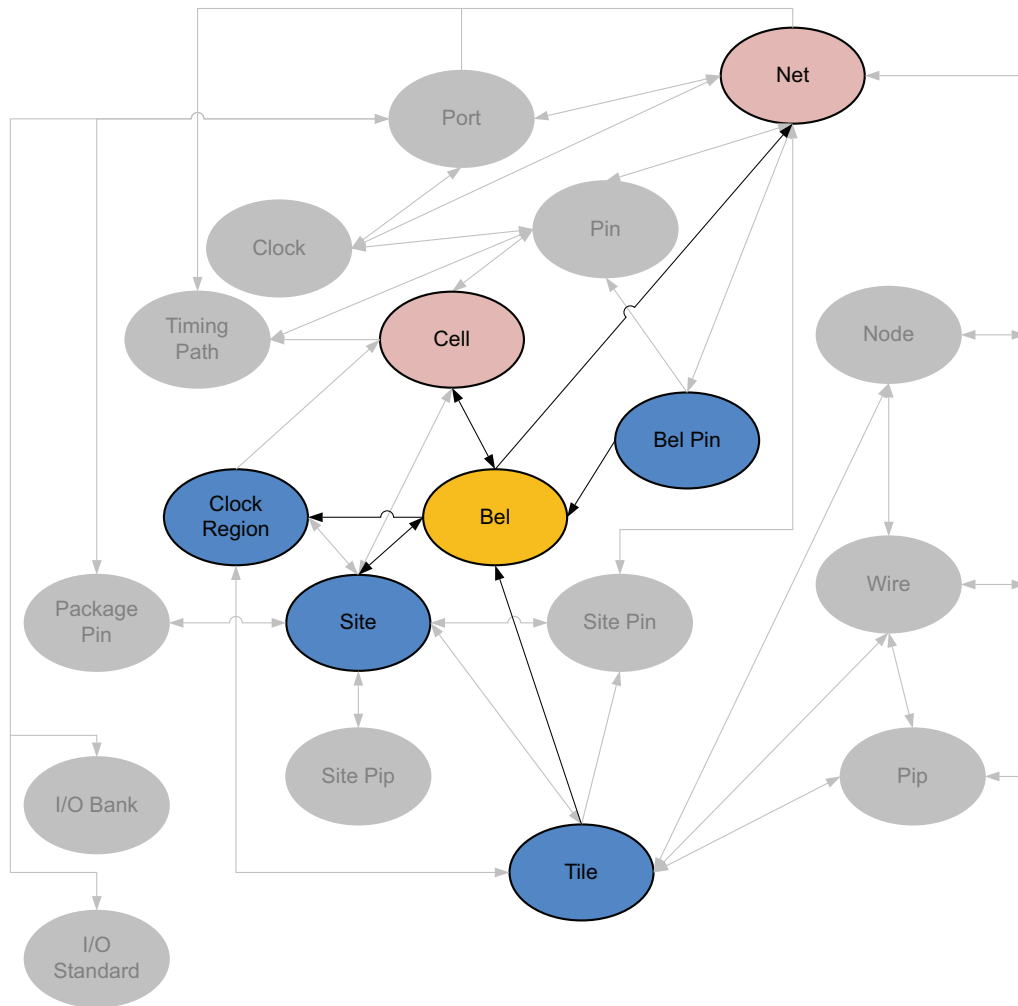 Net
Port
Pin
Clock
Timing
Path
Cell
Node
Bel Pin
Clock
Region
Bel
Wire
Package
Pin
Site
Site Pin
Site Pip
Pip
I/O Bank
Tile
I/O
Standard